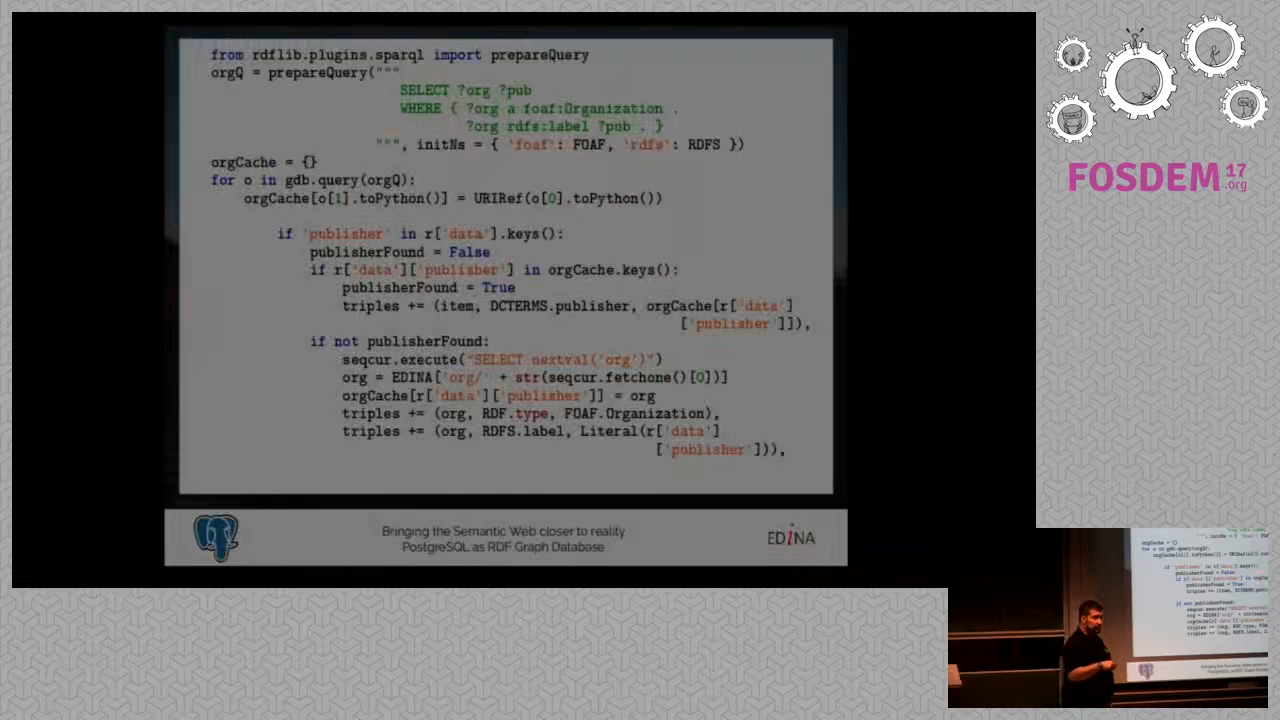 from rdflib.plugins.sparql import prepareQuery
orgQ = prepareQuery("""
SELECT ?org ?pub
WHERE { ?org a foaf:Organization .
?org rdfs:label ?pub . }
""", initNs = { 'foaf': FOAF, 'rdfs': RDFS })
orgCache = {}
for o in gdb.query(orgQ):
orgCache[o[1].toPython()] = URIRef(o[0].toPython())
if 'publisher' in r['data'].keys():
publisherFound = False
if r['data']['publisher'] in orgCache.keys():
publisherFound = True
triples += (item, DCTERMS.publisher, orgCache[r['data']
['publisher']]),
if not publisherFound:
seqcur.execute("SELECT nextval('org')")
org = EDINA['org/' + str(seqcur.fetchone()[0])]
orgCache[r['data']['publisher']] = org
triples += (org, RDF.type, FOAF.Organization),
triples += (org, RDFS.label, Literal(r['data']
['publisher'])),
Bringing the Semantic Web closer to reality
PostgreSQL as RDF Graph Database
EDINA
FOSDEM 17
.org